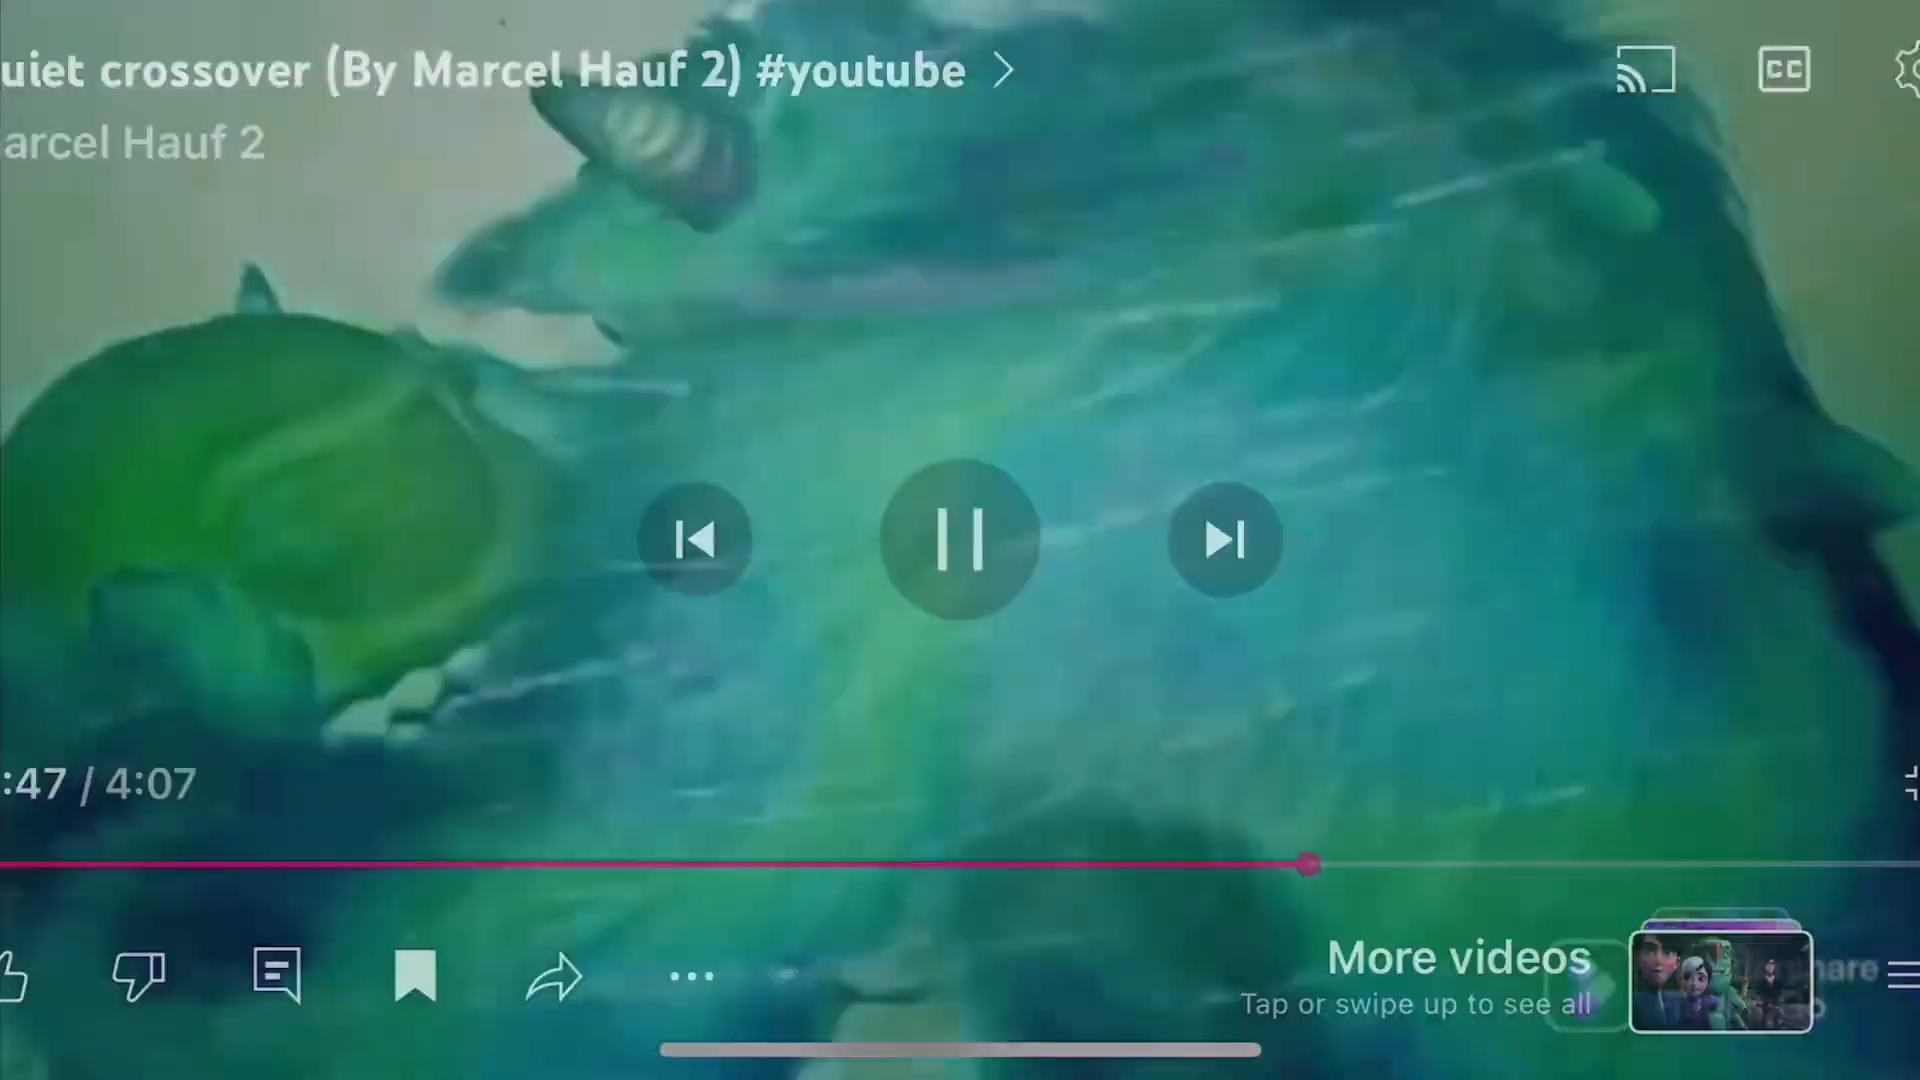 uiet crossover (By Marcel Hauf 2) #youtube
arcel Hauf 2
CC
:47 / 4:07
More videos
Tap or swipe up to see all